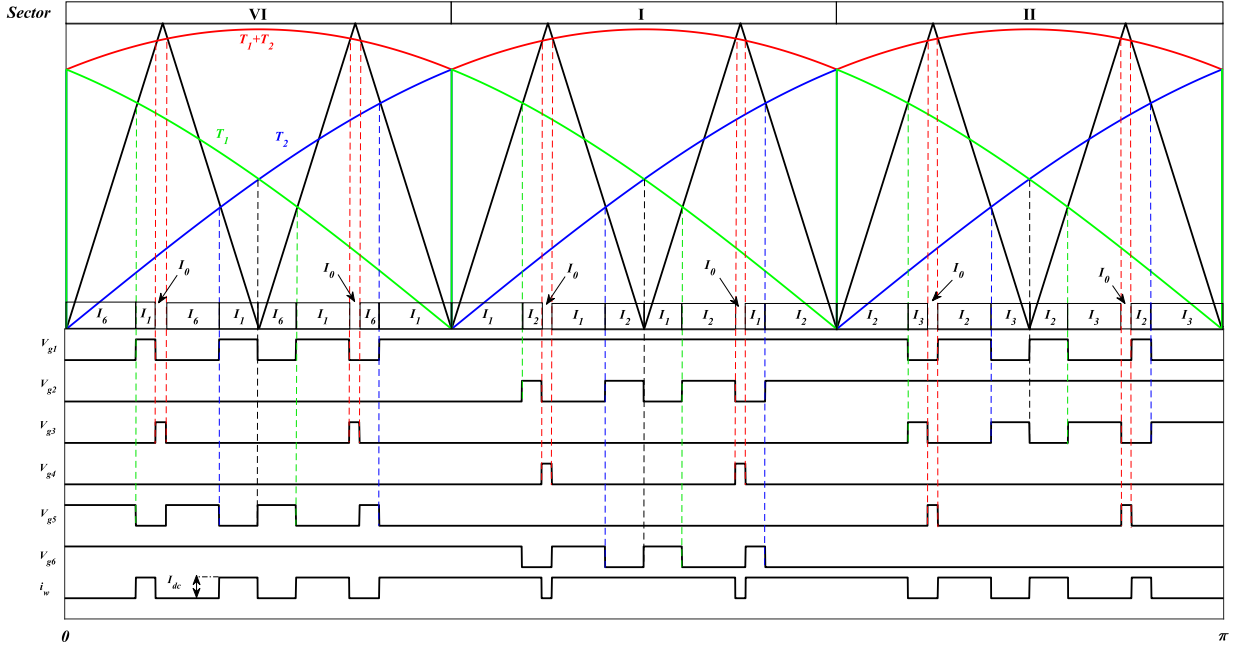 Sector VI I II
T1+T2
T1 T2
I0 I0 I0 I0 I0 I0
I6 I1 I6 I1 I6 I1 I6 I1 I1 I2 I1 I2 I1 I2 I1 I2 I2 I3 I2 I3 I2 I3 I2 I3
Vg1
Vg2
Vg3
Vg4
Vg5
Vg6
iw Idc
0 π